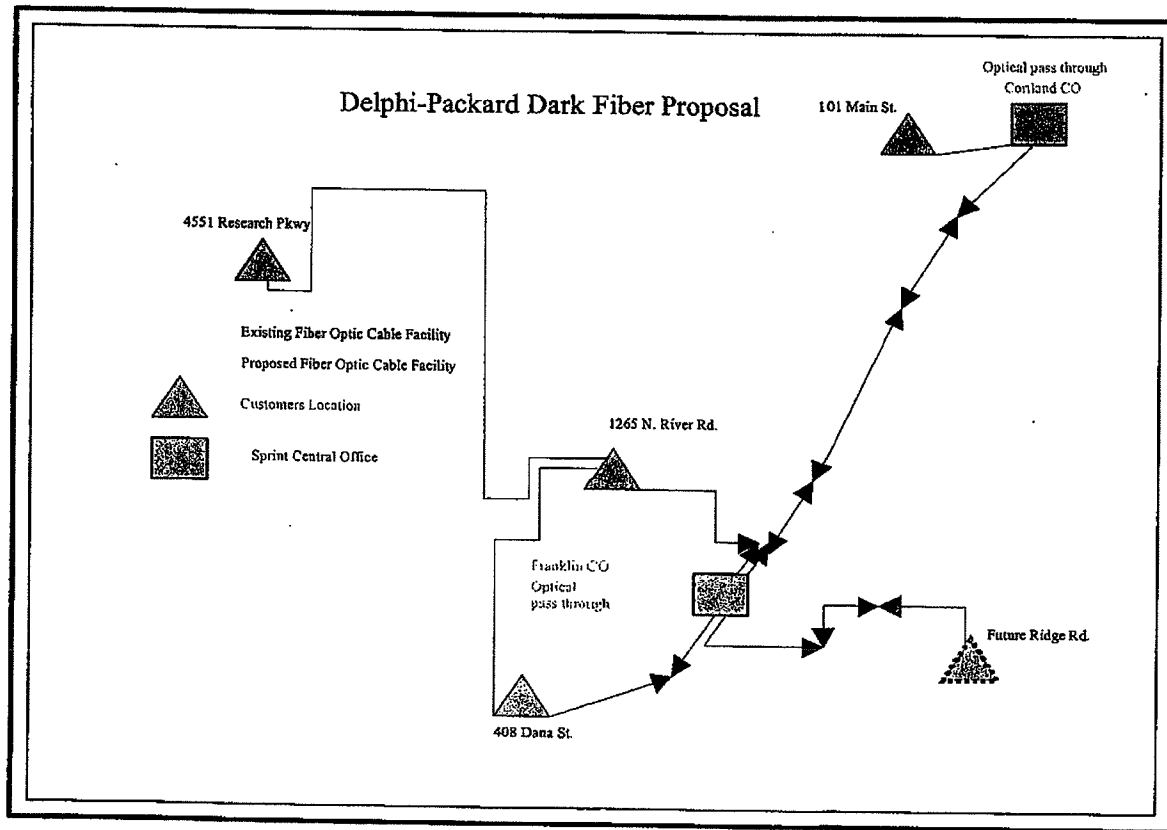 Optical pass through
Cortland CO
Delphi-Packard Dark Fiber Proposal
101 Main St.
4551 Research Pkwy
Existing Fiber Optic Cable Facility
Proposed Fiber Optic Cable Facility
Customers Location
Sprint Central Office
1265 N. River Rd.
Franklin CO
Optical
pass through
Future Ridge Rd.
408 Dana St.